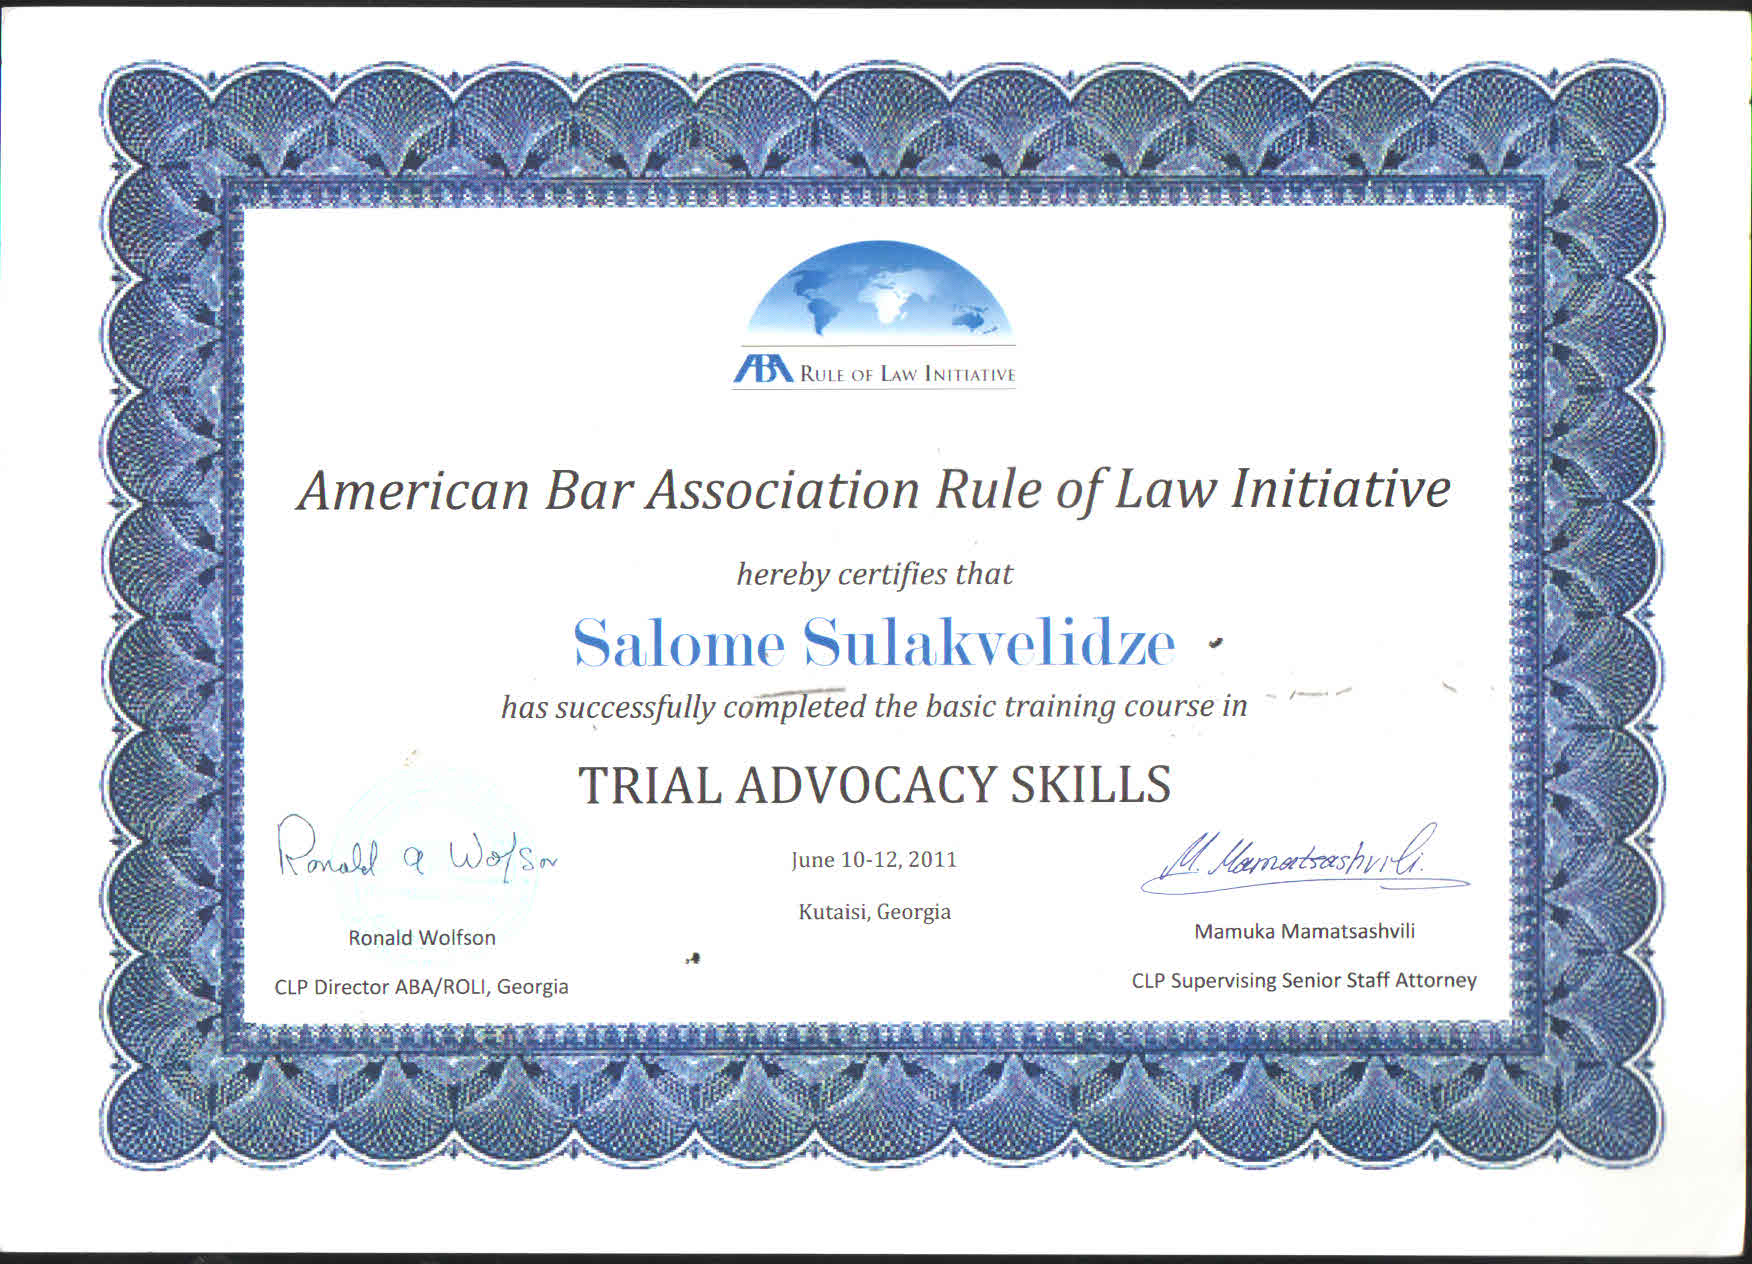 ABA RULE OF LAW INITIATIVE
American Bar Association Rule of Law Initiative
hereby certifies that
Salome Sulakvelidze
has successfully completed the basic training course in
TRIAL ADVOCACY SKILLS
Ronald a Wolfson
June 10-12, 2011
M. Mamatsashvili.
Kutaisi, Georgia
Ronald Wolfson
Mamuka Mamatsashvili
CLP Director ABA/ROLI, Georgia
CLP Supervising Senior Staff Attorney